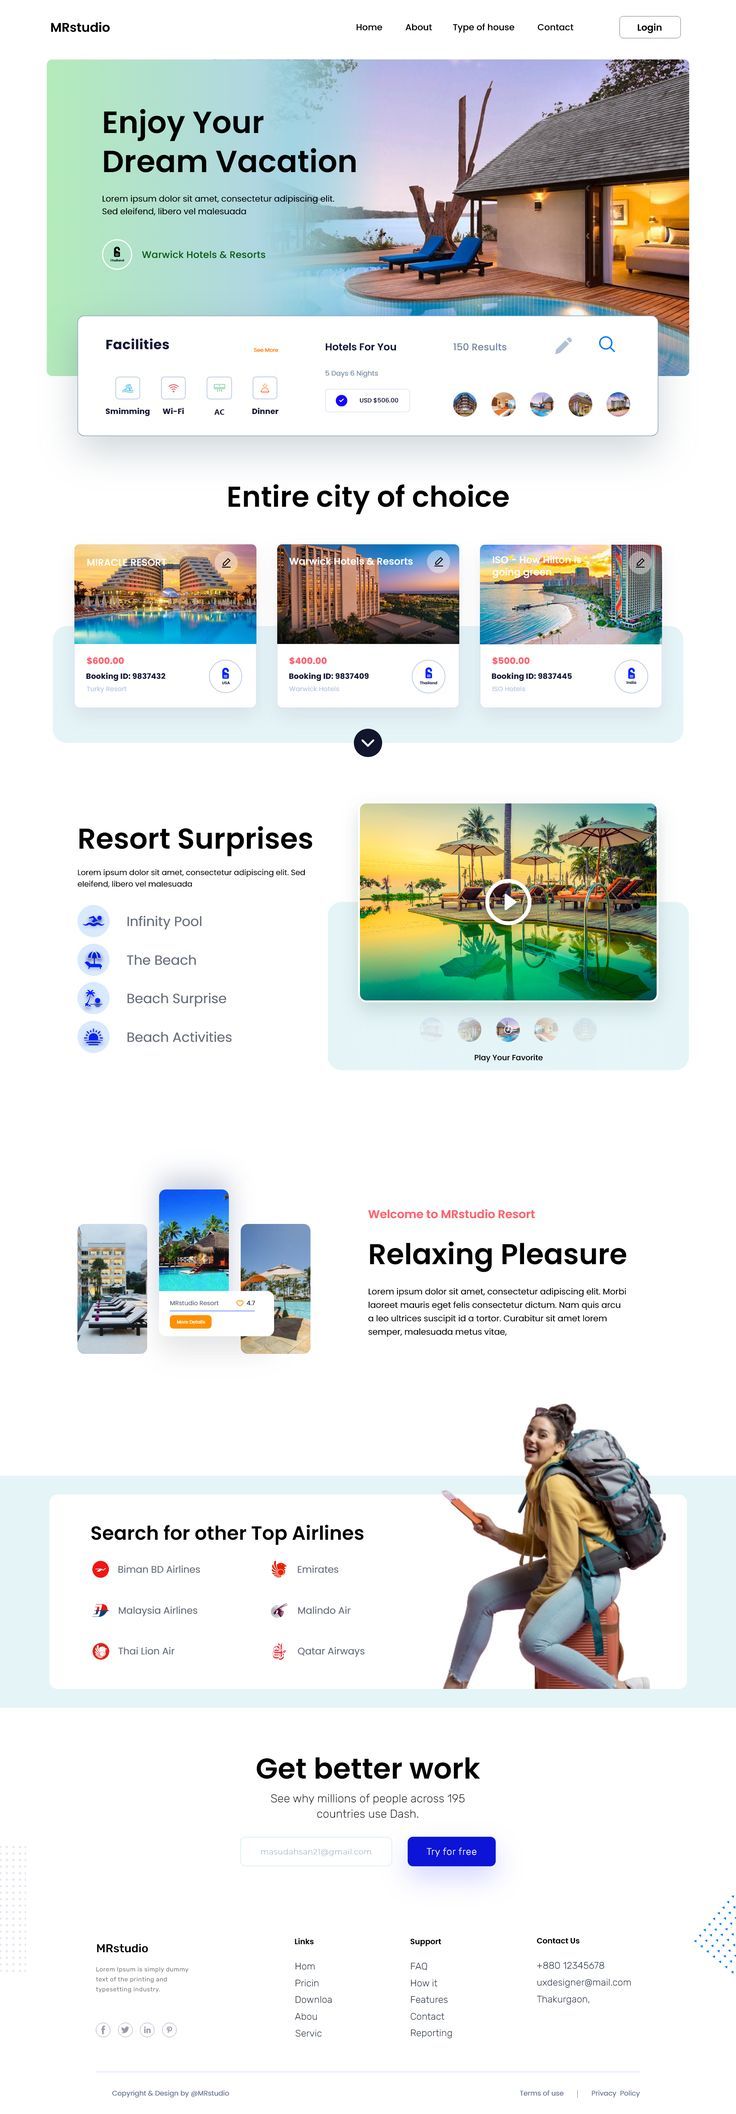 MRstudio
Home
About
Type of house
Contact
Login
Enjoy Your
Dream Vacation
Lorem ipsum dolor sit amet, consectetur adipiscing elit.
Sed eleifend, libero vel malesuada
Thailand
Warwick Hotels & Resorts
Facilities
See More
Smimming
Wi-Fi
AC
Dinner
Hotels For You
5 Days 6 Nights
USD $506.00
150 Results
Entire city of choice
MIRACLE RESORT
$600.00
Booking ID: 9837432
Turky Resort
USA
Warwick Hotels & Resorts
$400.00
Booking ID: 9837409
Warwick Hotels
Thailand
ISO - How Hilton is
going green.
$500.00
Booking ID: 9837445
ISO Hotels
India
Resort Surprises
Lorem ipsum dolor sit amet, consectetur adipiscing elit. Sed
eleifend, libero vel malesuada
Infinity Pool
The Beach
Beach Surprise
Beach Activities
Play Your Favorite
MRstudio Resort
4.7
More Details
Welcome to MRstudio Resort
Relaxing Pleasure
Lorem ipsum dolor sit amet, consectetur adipiscing elit. Morbi
laoreet mauris eget felis consectetur dictum. Nam quis arcu
a leo ultrices suscipit id a tortor. Curabitur sit amet lorem
semper, malesuada metus vitae,
Search for other Top Airlines
Biman BD Airlines
Emirates
Malaysia Airlines
Malindo Air
Thai Lion Air
Qatar Airways
Get better work
See why millions of people across 195
countries use Dash.
masudahsan21@gmail.com
Try for free
MRstudio
Lorem Ipsum is simply dummy
text of the printing and
typesetting industry.
Links
Hom
Pricin
Downloa
Abou
Servic
Support
FAQ
How it
Features
Contact
Reporting
Contact Us
+880 12345678
uxdesigner@mail.com
Thakurgaon,
Copyright & Design by @MRstudio
Terms of use
|
Privacy Policy